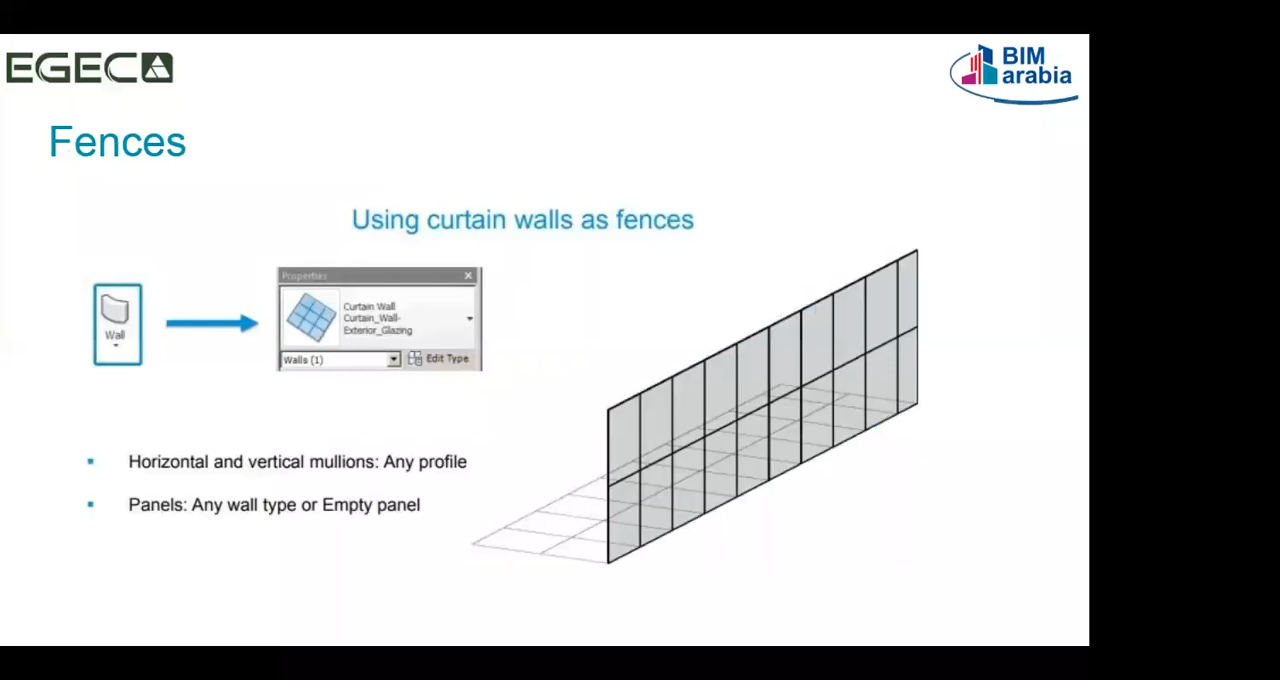 EGEC
BIM
arabia
Fences
Using curtain walls as fences
Properties
Wall
Curtain Wall
Curtain_Wall-
Exterior_Glazing
Walls (1)
Edit Type
Horizontal and vertical mullions: Any profile
Panels: Any wall type or Empty panel